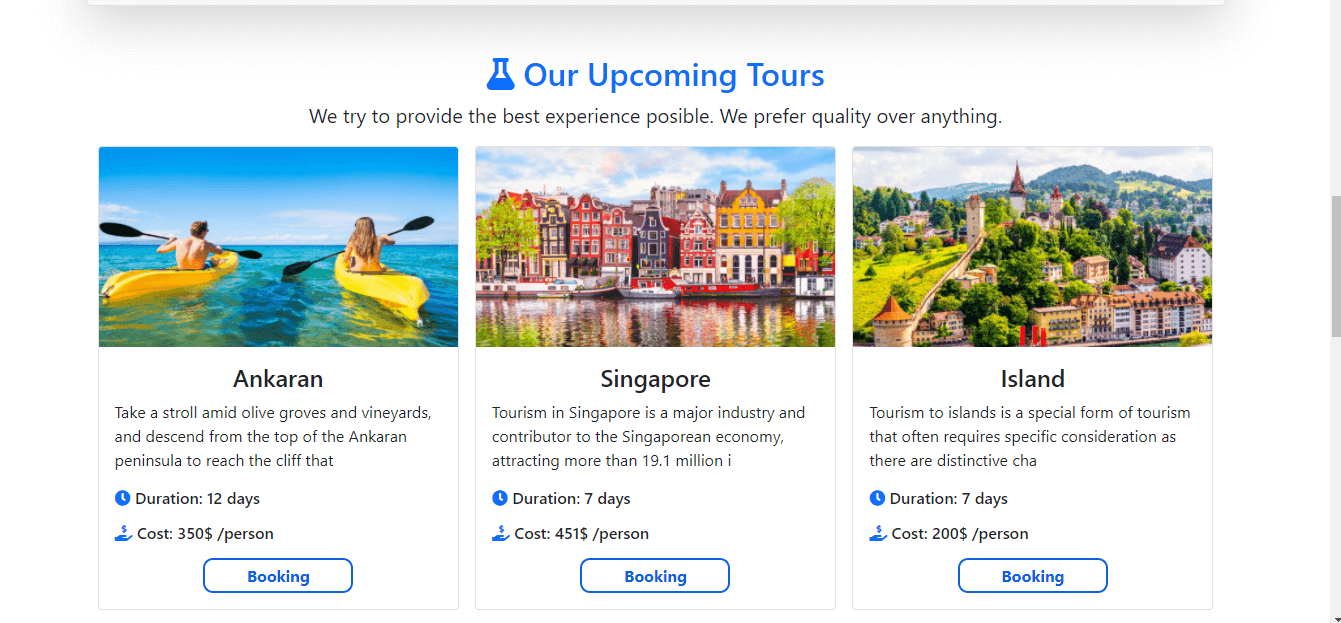 Our Upcoming Tours
We try to provide the best experience posible. We prefer quality over anything.
Ankaran
Take a stroll amid olive groves and vineyards,
and descend from the top of the Ankaran
peninsula to reach the cliff that
Duration: 12 days
Cost: 350$ /person
Booking
Singapore
Tourism in Singapore is a major industry and
contributor to the Singaporean economy,
attracting more than 19.1 million i
Duration: 7 days
Cost: 451$ /person
Booking
Island
Tourism to islands is a special form of tourism
that often requires specific consideration as
there are distinctive cha
Duration: 7 days
Cost: 200$ /person
Booking